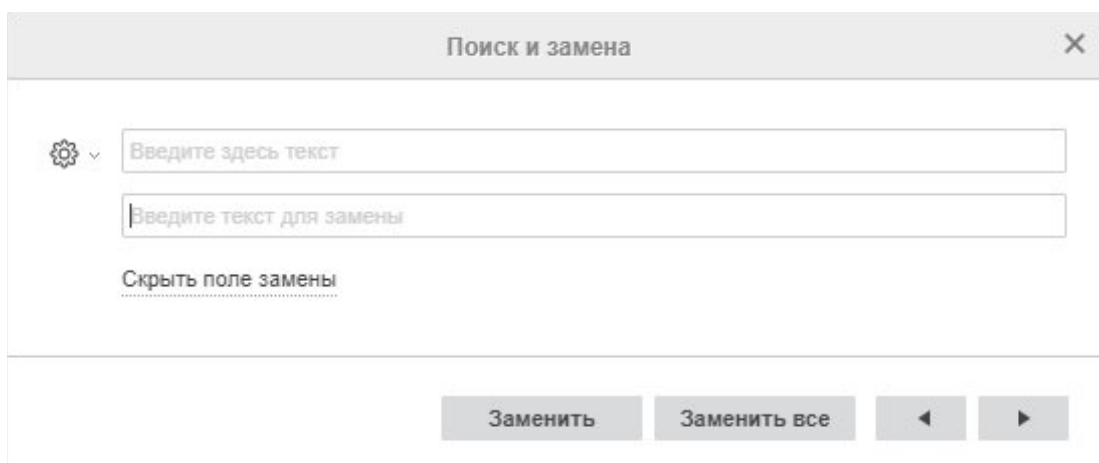 Поиск и замена
Введите здесь текст
Введите текст для замены
Скрыть поле замены
Заменить Заменить все